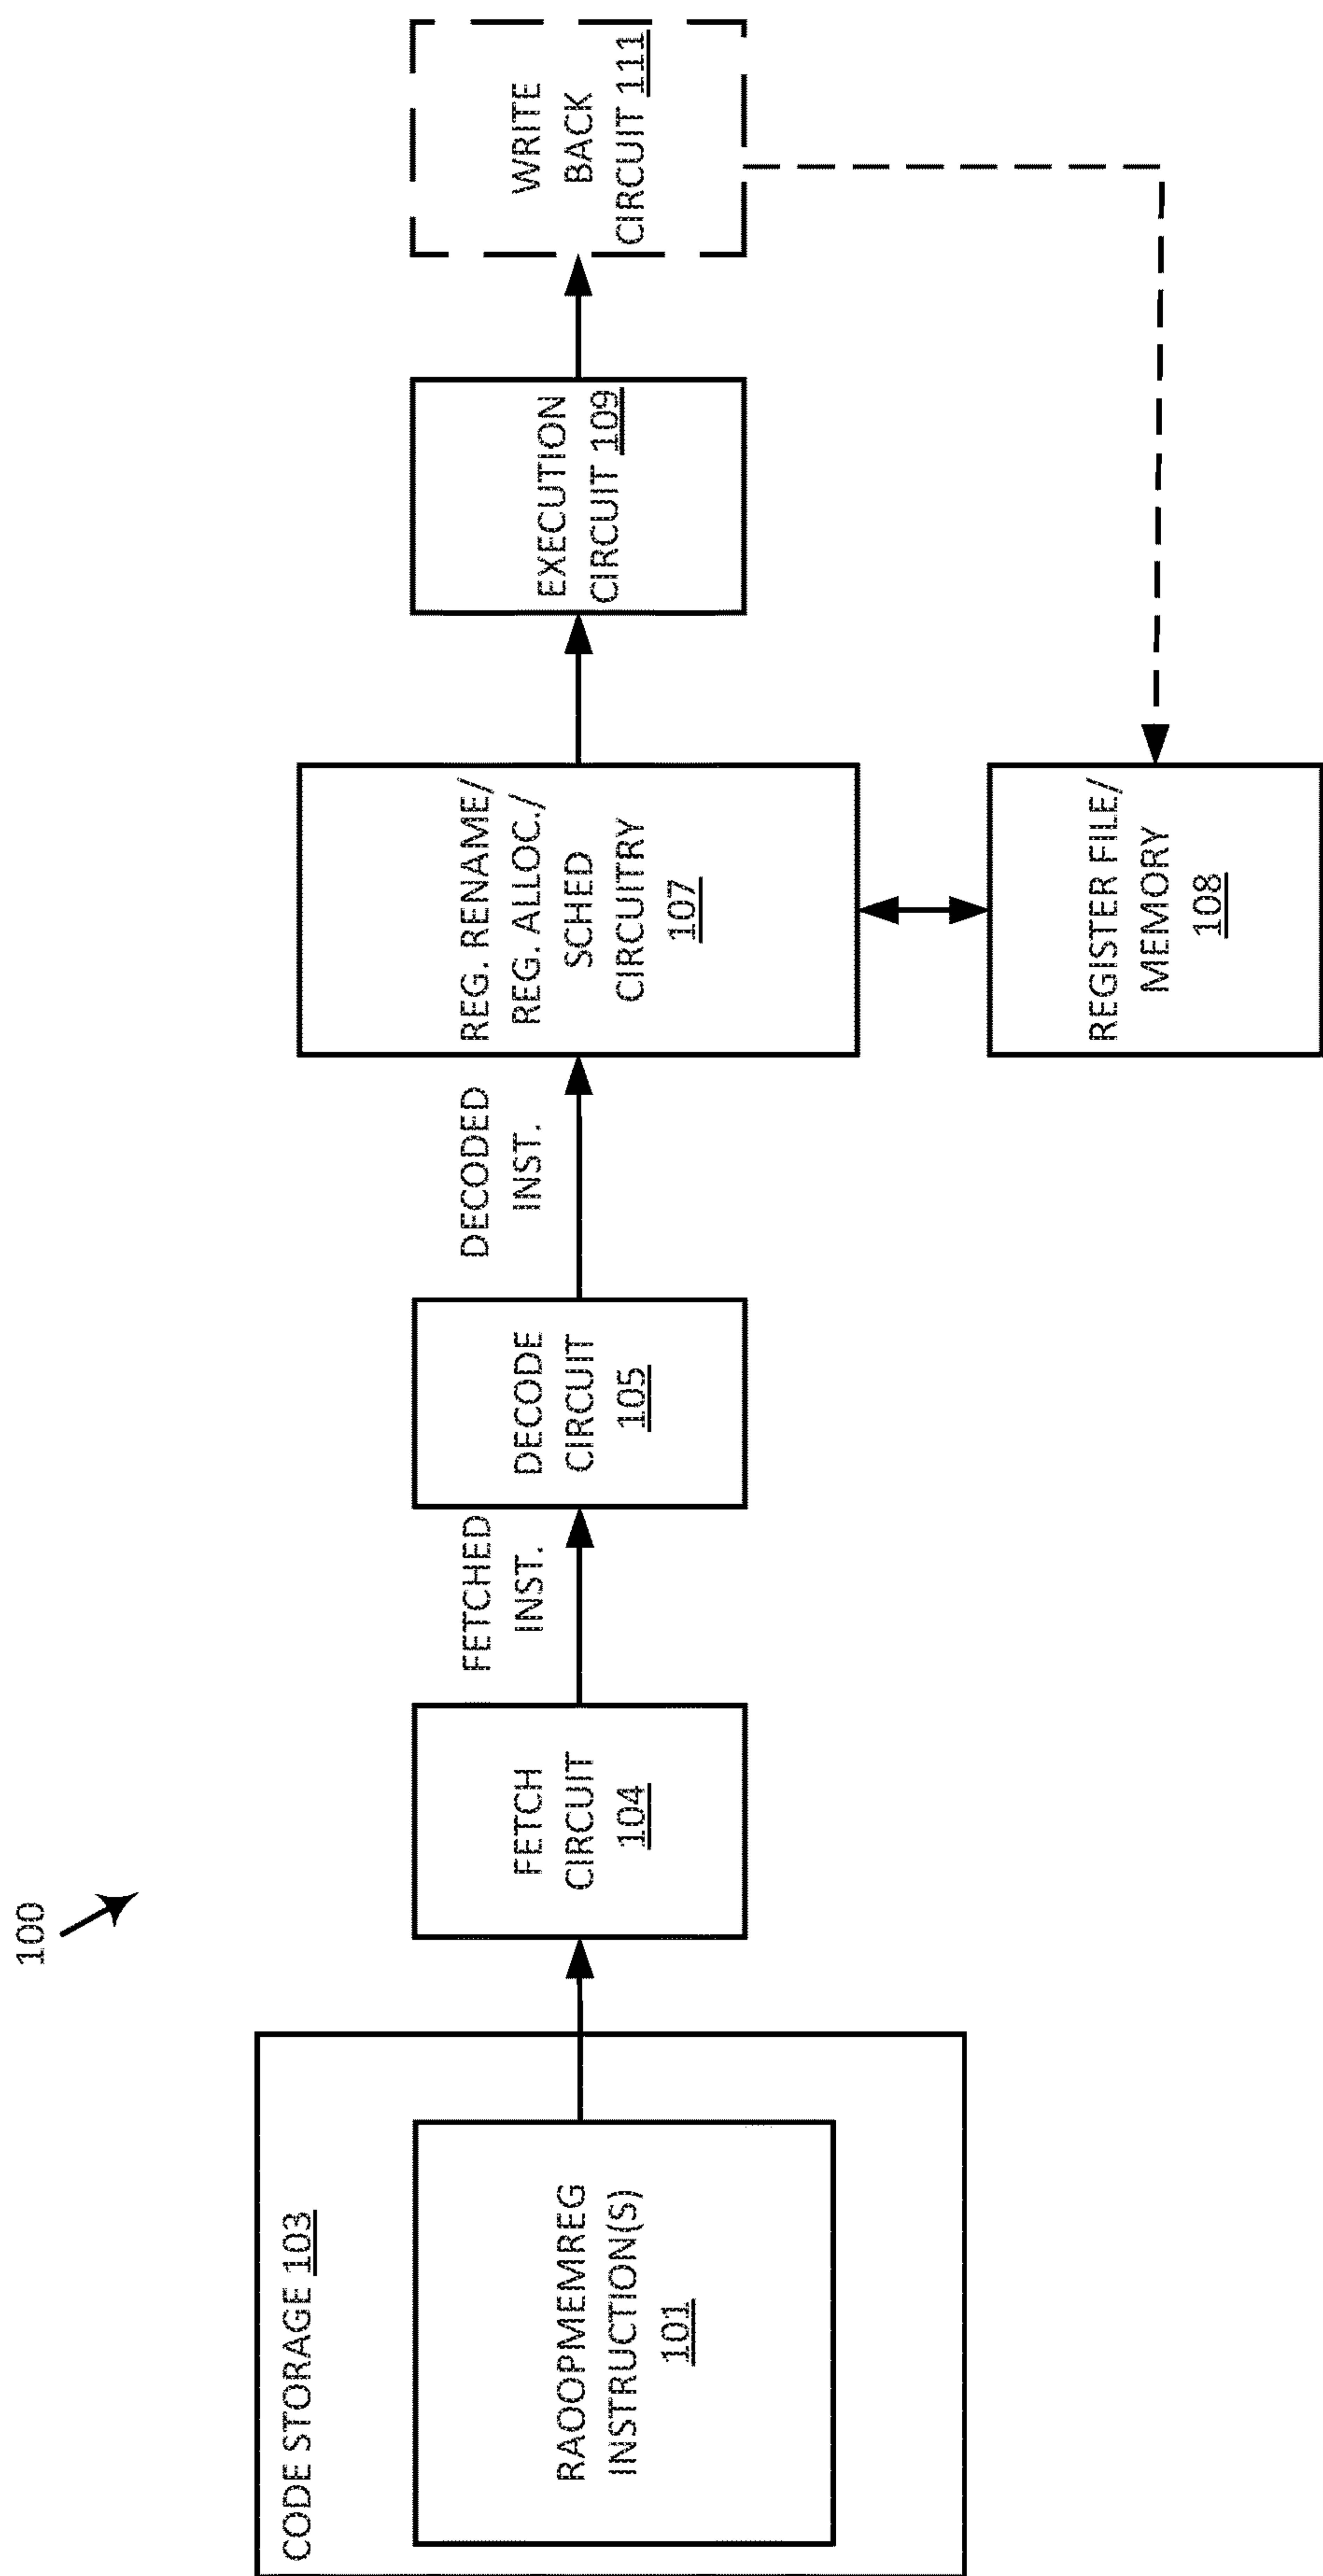 100
CODE STORAGE 103
RAOOPMEMREG
INSTRUCTION(S)
101
FETCH
CIRCUIT
104
FETCHED
INST.
DECODE
CIRCUIT
105
DECODED
INST.
REG. RENAME/
REG. ALLOC./
SCHED
CIRCUITRY
107
REGISTER FILE/
MEMORY
108
EXECUTION
CIRCUIT 109
WRITE
BACK
CIRCUIT 111